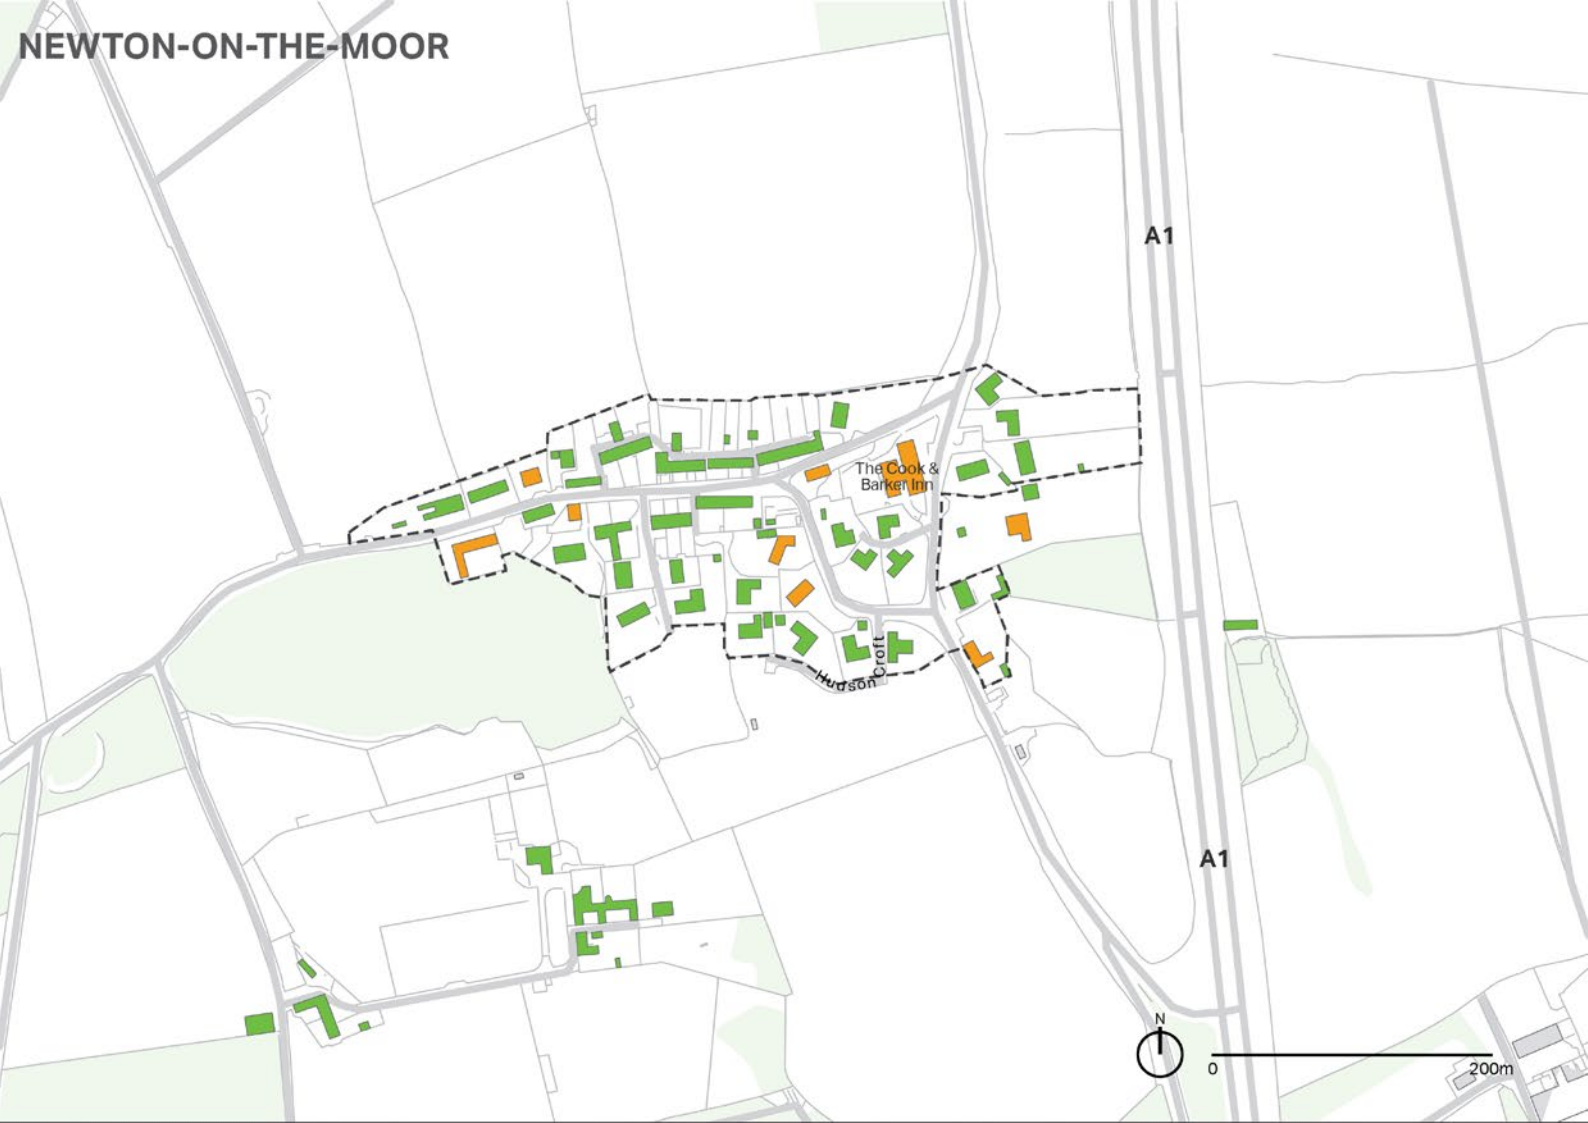 NEWTON-ON-THE-MOOR
A1
The Cook &
Barker Inn
Croft
Hudson
A1
N
0
200m